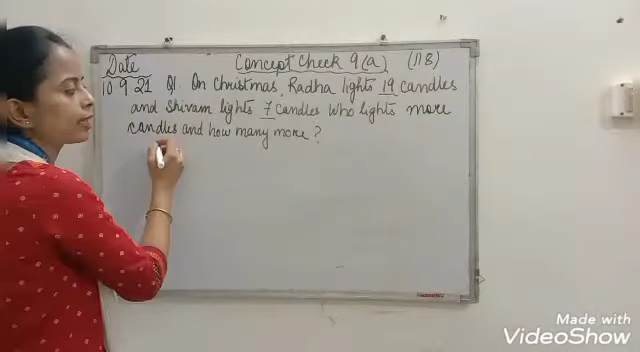 Date Concept Check 9(a) (118)
10 9 21 Q1. On Christmas, Radha lights 19 candles
and Shivam lights 7 candles Who lights more
candles and how many more?
Made with
VideoShow